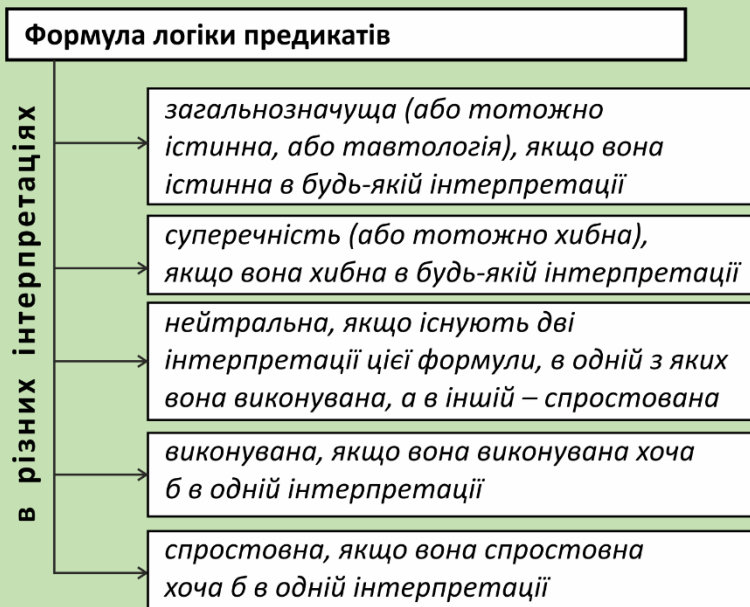 Формула логіки предикатів
в різних інтерпретаціях
загальнозначуща (або тотожно
істинна, або тавтологія), якщо вона
істинна в будь-якій інтерпретації
суперечність (або тотожно хибна),
якщо вона хибна в будь-якій інтерпретації
нейтральна, якщо існують дві
інтерпретації цієї формули, в одній з яких
вона виконувана, а в іншій – спростована
виконувана, якщо вона виконувана хоча
б в одній інтерпретації
спростовна, якщо вона спростовна
хоча б в одній інтерпретації